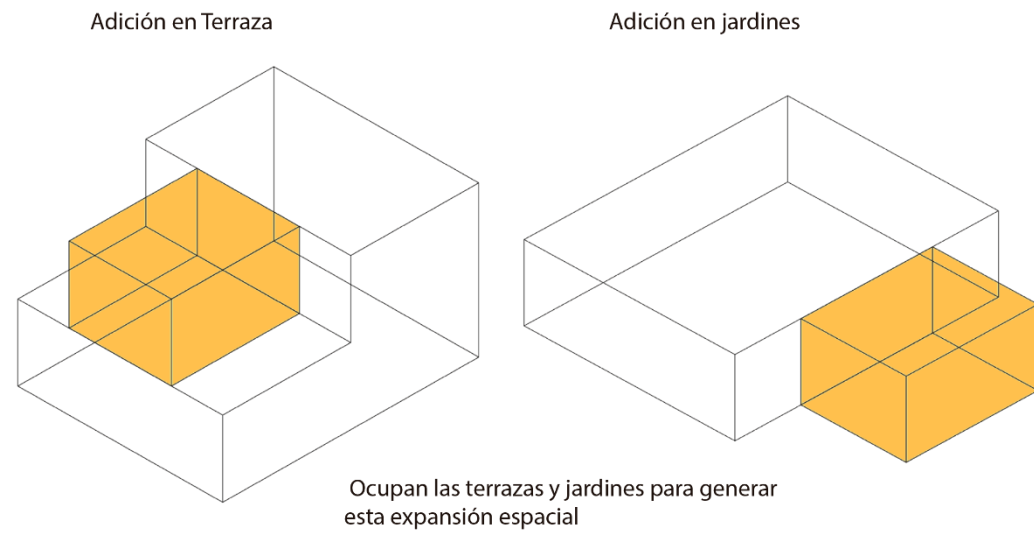 Adición en Terraza
Adición en jardines
Ocupan las terrazas y jardines para generar
esta expansión espacial